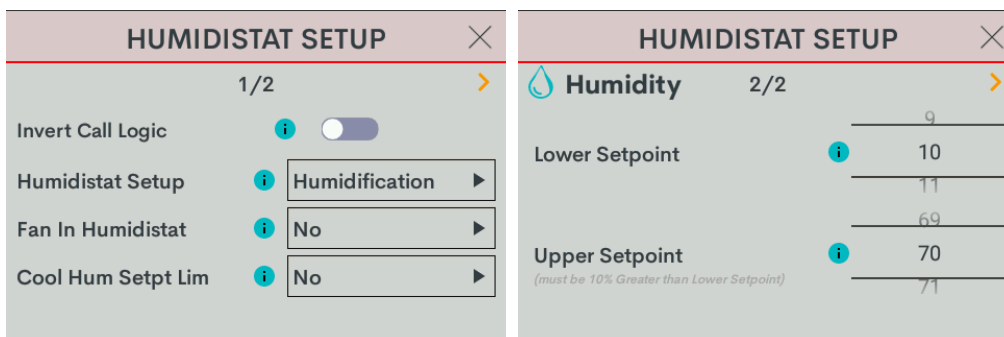 HUMIDISTAT SETUP
1/2
Invert Call Logic
Humidistat Setup Humidification
Fan In Humidistat No
Cool Hum Setpt Lim No
HUMIDISTAT SETUP
Humidity 2/2
9
Lower Setpoint 10
11
69
Upper Setpoint 70
(must be 10% Greater than Lower Setpoint)
71